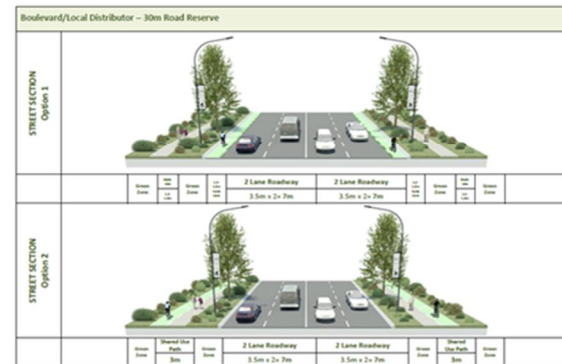 Boulevard/Local Distributor – 30m Road Reserve
STREET SECTION
Option 1
Green
Zone
Green
Zone
2 Lane Roadway
3.5m x 2= 7m
2 Lane Roadway
3.5m x 2= 7m
Green
Zone
Green
Zone
STREET SECTION
Option 2
Green
Zone
Shared Use
Path
3m
Green
Zone
2 Lane Roadway
3.5m x 2= 7m
2 Lane Roadway
3.5m x 2= 7m
Green
Zone
Shared
Use Path
3m
Green
Zone